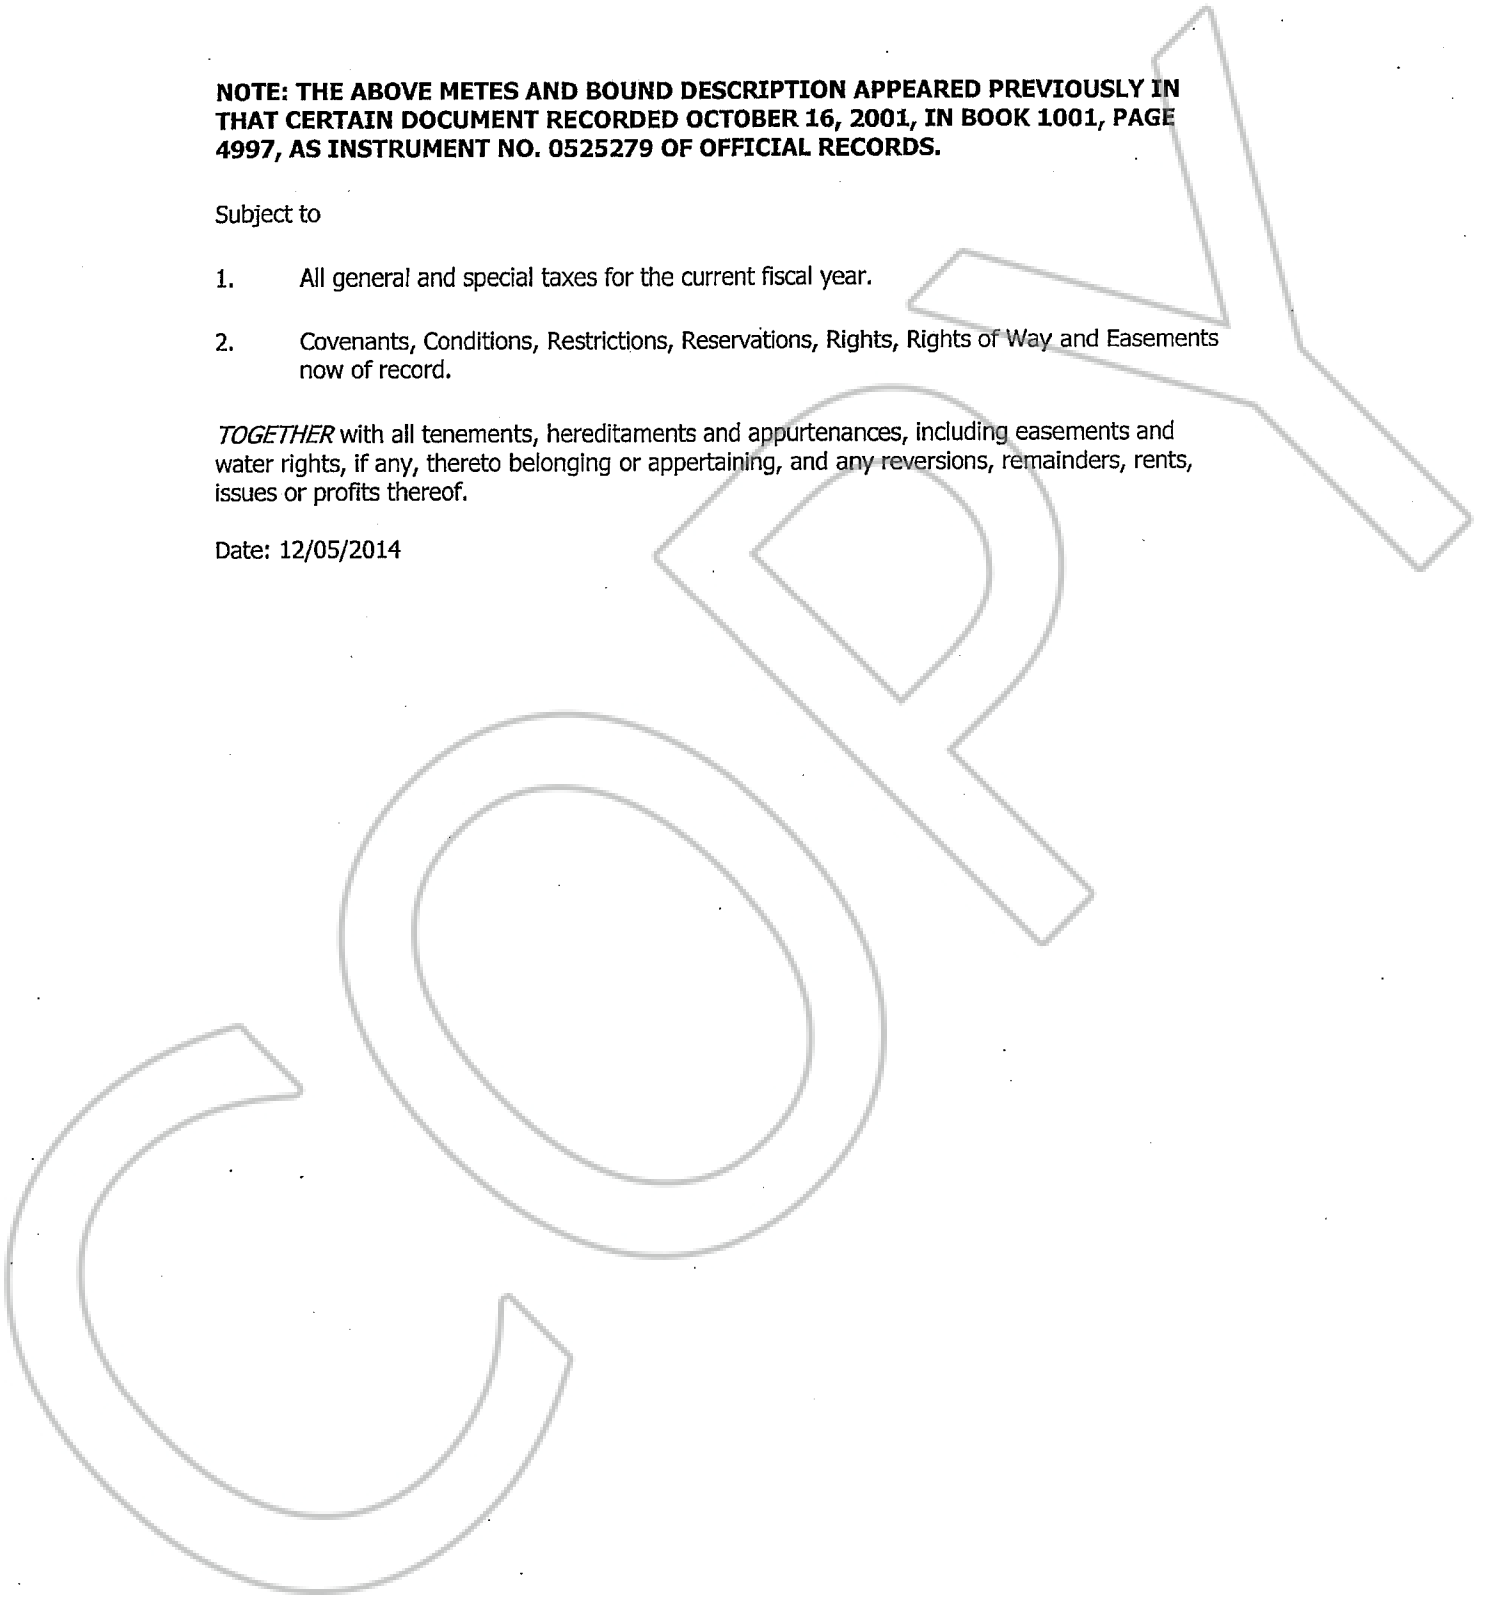 NOTE: THE ABOVE METES AND BOUND DESCRIPTION APPEARED PREVIOUSLY IN
THAT CERTAIN DOCUMENT RECORDED OCTOBER 16, 2001, IN BOOK 1001, PAGE
4997, AS INSTRUMENT NO. 0525279 OF OFFICIAL RECORDS.
Subject to
1. All general and special taxes for the current fiscal year.
2. Covenants, Conditions, Restrictions, Reservations, Rights, Rights of Way and Easements
now of record.
TOGETHER with all tenements, hereditaments and appurtenances, including easements and
water rights, if any, thereto belonging or appertaining, and any reversions, remainders, rents,
issues or profits thereof.
Date: 12/05/2014
COPY